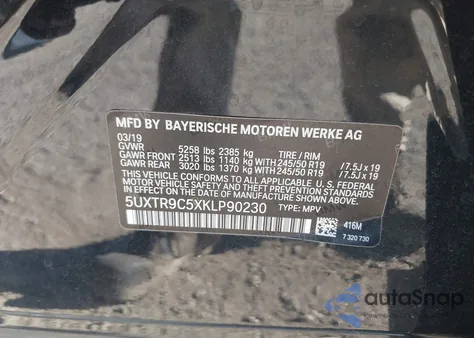 MFD BY BAYERISCHE MOTOREN WERKE AG
03/19
GVWR 5258 lbs 2385 kg TIRE / RIM
GAWR FRONT 2513 lbs 1140 kg WITH 245/50 R19 /7.5J x 19
GAWR REAR 3020 lbs 1370 kg WITH 245/50 R19 /7.5J x 19
THIS VEHICLE CONFORMS TO ALL APPLICABLE U.S. FEDERAL
MOTOR VEHICLE SAFETY AND THEFT PREVENTION STANDARDS
IN EFFECT ON THE DATE OF MANUFACTURE SHOWN ABOVE.
5UXTR9C5XKLP90230 TYPE: MPV
416M
7 320 730
autoSnap